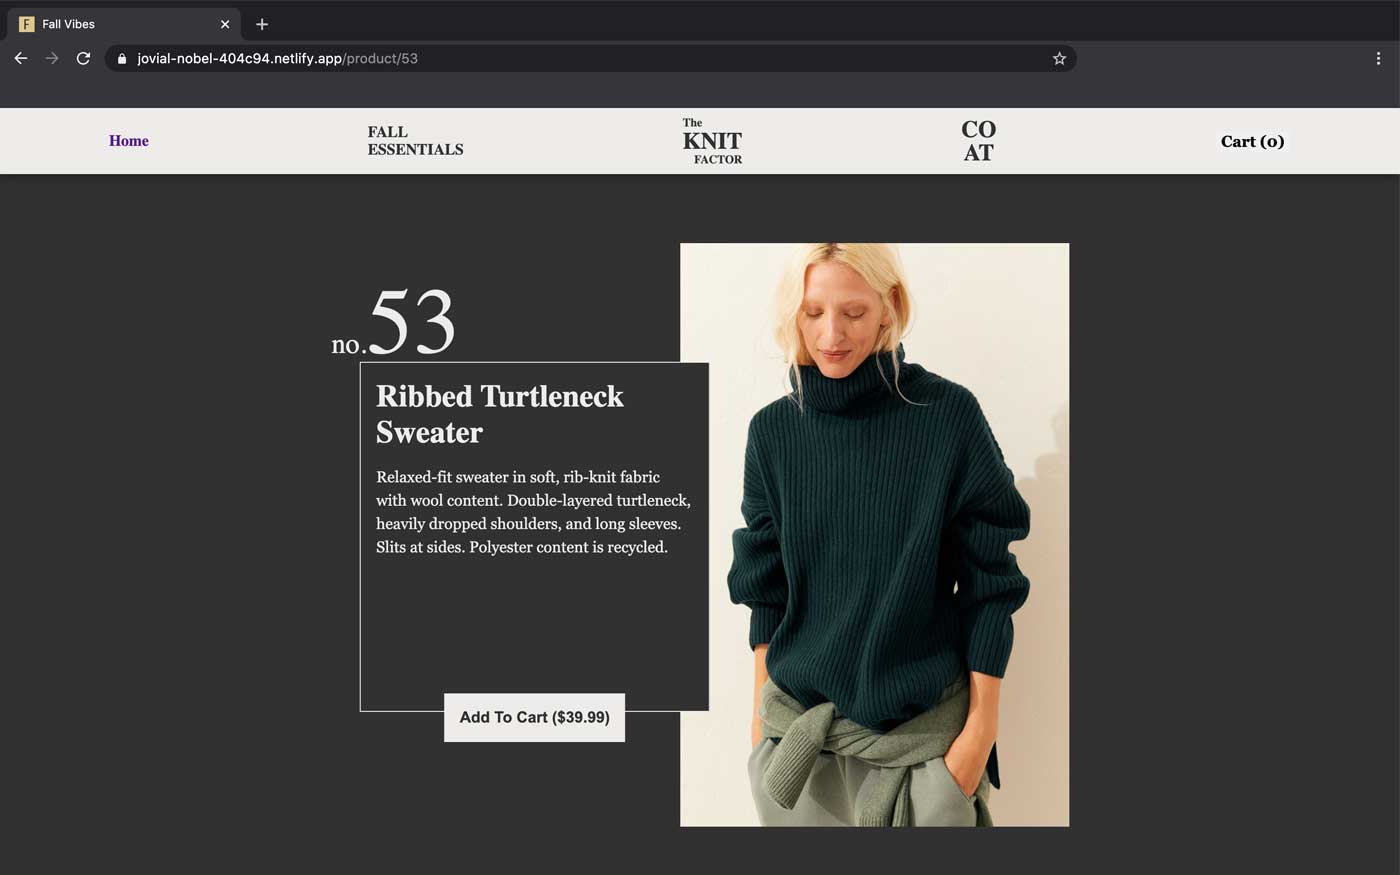 F Fall Vibes
jovial-nobel-404c94.netlify.app/product/53
Home
FALL
ESSENTIALS
The
KNIT
FACTOR
CO
AT
Cart (0)
no.53
Ribbed Turtleneck
Sweater
Relaxed-fit sweater in soft, rib-knit fabric
with wool content. Double-layered turtleneck,
heavily dropped shoulders, and long sleeves.
Slits at sides. Polyester content is recycled.
Add To Cart ($39.99)